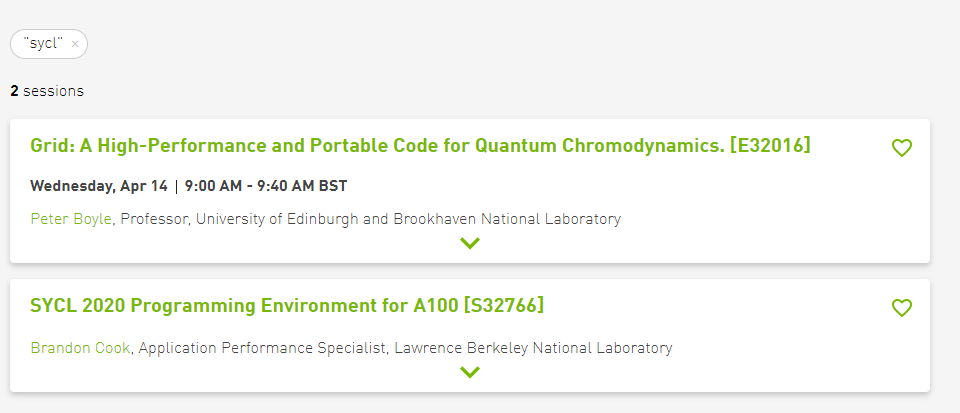 "sycl" ×
2 sessions
Grid: A High-Performance and Portable Code for Quantum Chromodynamics. [E32016]
Wednesday, Apr 14 | 9:00 AM - 9:40 AM BST
Peter Boyle, Professor, University of Edinburgh and Brookhaven National Laboratory
SYCL 2020 Programming Environment for A100 [S32766]
Brandon Cook, Application Performance Specialist, Lawrence Berkeley National Laboratory